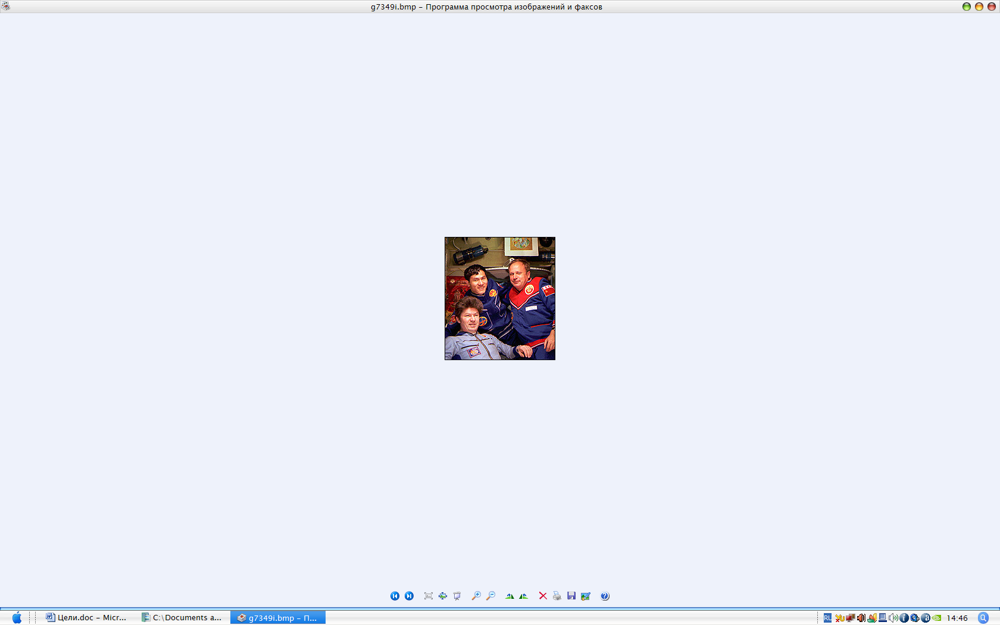 g7349i.bmp – Программа просмотра изображений и факсов
Цели.doc – Micr...
C:\Documents a...
g7349i.bmp – П...
RU
14:46